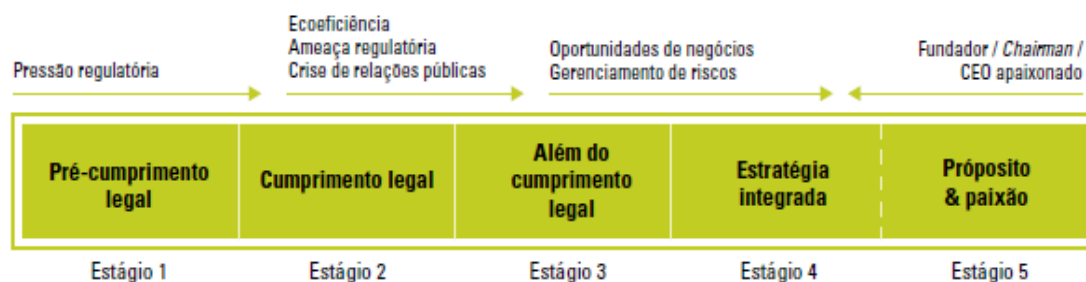 Pressão regulatória
Ecoeficiência
Ameaça regulatória
Crise de relações públicas
Oportunidades de negócios
Gerenciamento de riscos
Fundador / Chairman /
CEO apaixonado
Pré-cumprimento
legal
Cumprimento legal
Além do
cumprimento
legal
Estratégia
integrada
Próposito
& paixão
Estágio 1
Estágio 2
Estágio 3
Estágio 4
Estágio 5